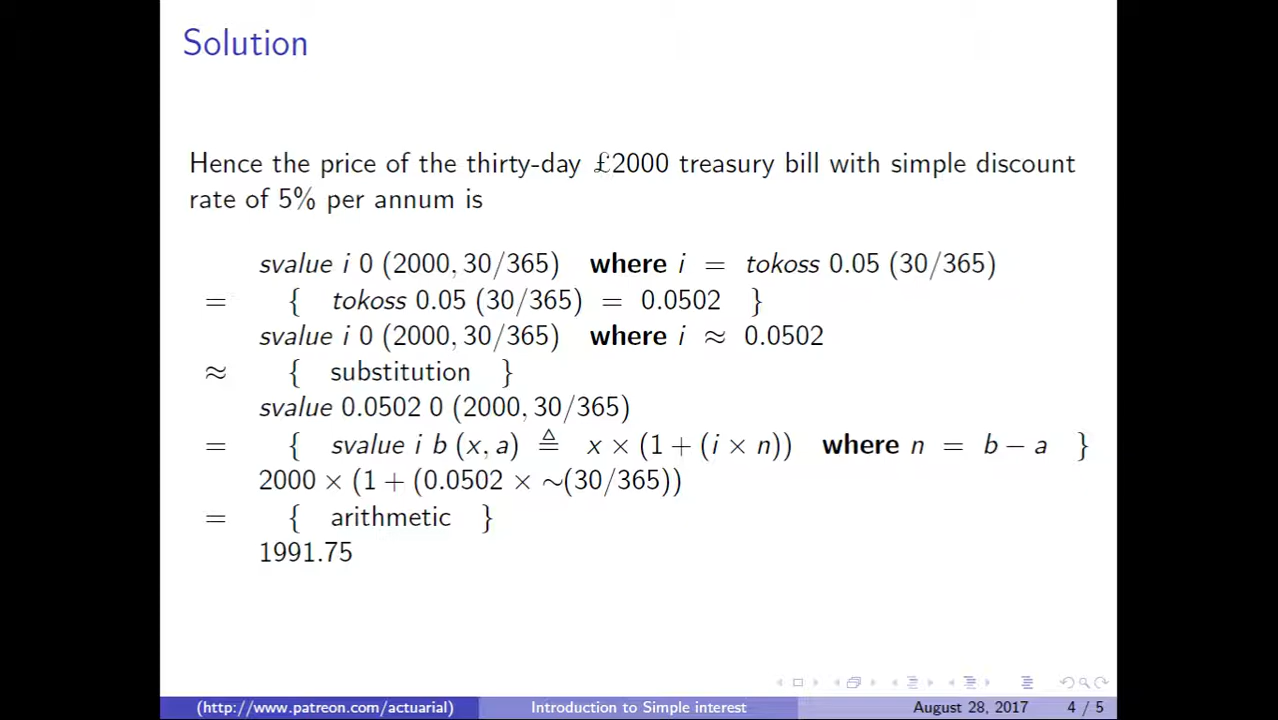 Solution
Hence the price of the thirty-day £2000 treasury bill with simple discount
rate of 5% per annum is
svalue i 0 (2000, 30/365) where i = tokoss 0.05 (30/365)
= { tokoss 0.05 (30/365) = 0.0502 }
svalue i 0 (2000, 30/365) where i ≈ 0.0502
≈ { substitution }
svalue 0.0502 0 (2000, 30/365)
= { svalue i b (x, a) ≜ x × (1 + (i × n)) where n = b − a }
2000 × (1 + (0.0502 × ∼(30/365))
= { arithmetic }
1991.75
(http://www.patreon.com/actuarial) Introduction to Simple interest August 28, 2017 4 / 5